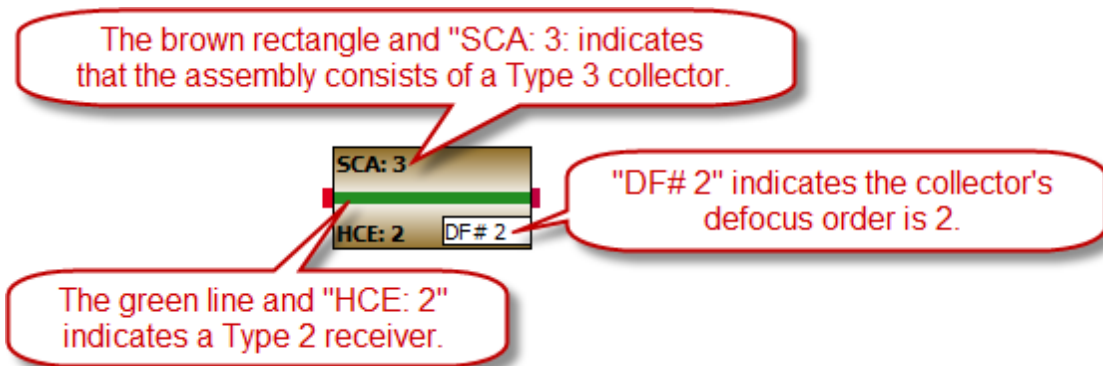 The brown rectangle and "SCA: 3: indicates
that the assembly consists of a Type 3 collector.
SCA: 3
"DF# 2" indicates the collector's
defocus order is 2.
HCE: 2
DF# 2
The green line and "HCE: 2"
indicates a Type 2 receiver.